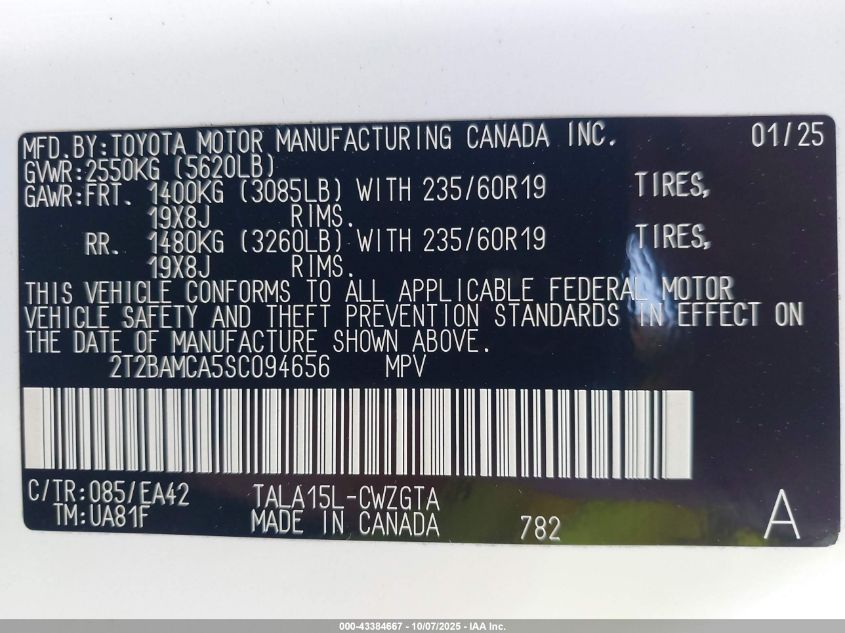 MFD.BY:TOYOTA MOTOR MANUFACTURING CANADA INC. 01/25
GVWR:2550KG (5620LB)
GAWR:FRT. 1400KG (3085LB) WITH 235/60R19 TIRES,
19X8J RIMS.
RR. 1480KG (3260LB) WITH 235/60R19 TIRES,
19X8J RIMS.
THIS VEHICLE CONFORMS TO ALL APPLICABLE FEDERAL MOTOR
VEHICLE SAFETY AND THEFT PREVENTION STANDARDS IN EFFECT ON
THE DATE OF MANUFACTURE SHOWN ABOVE.
2T2BAMCA5SC094656 MPV
C/TR:085/EA42 TALA15L-CWZGTA
TM:UA81F MADE IN CANADA 782 A
000-43384667 - 10/07/2025 - IAA Inc.